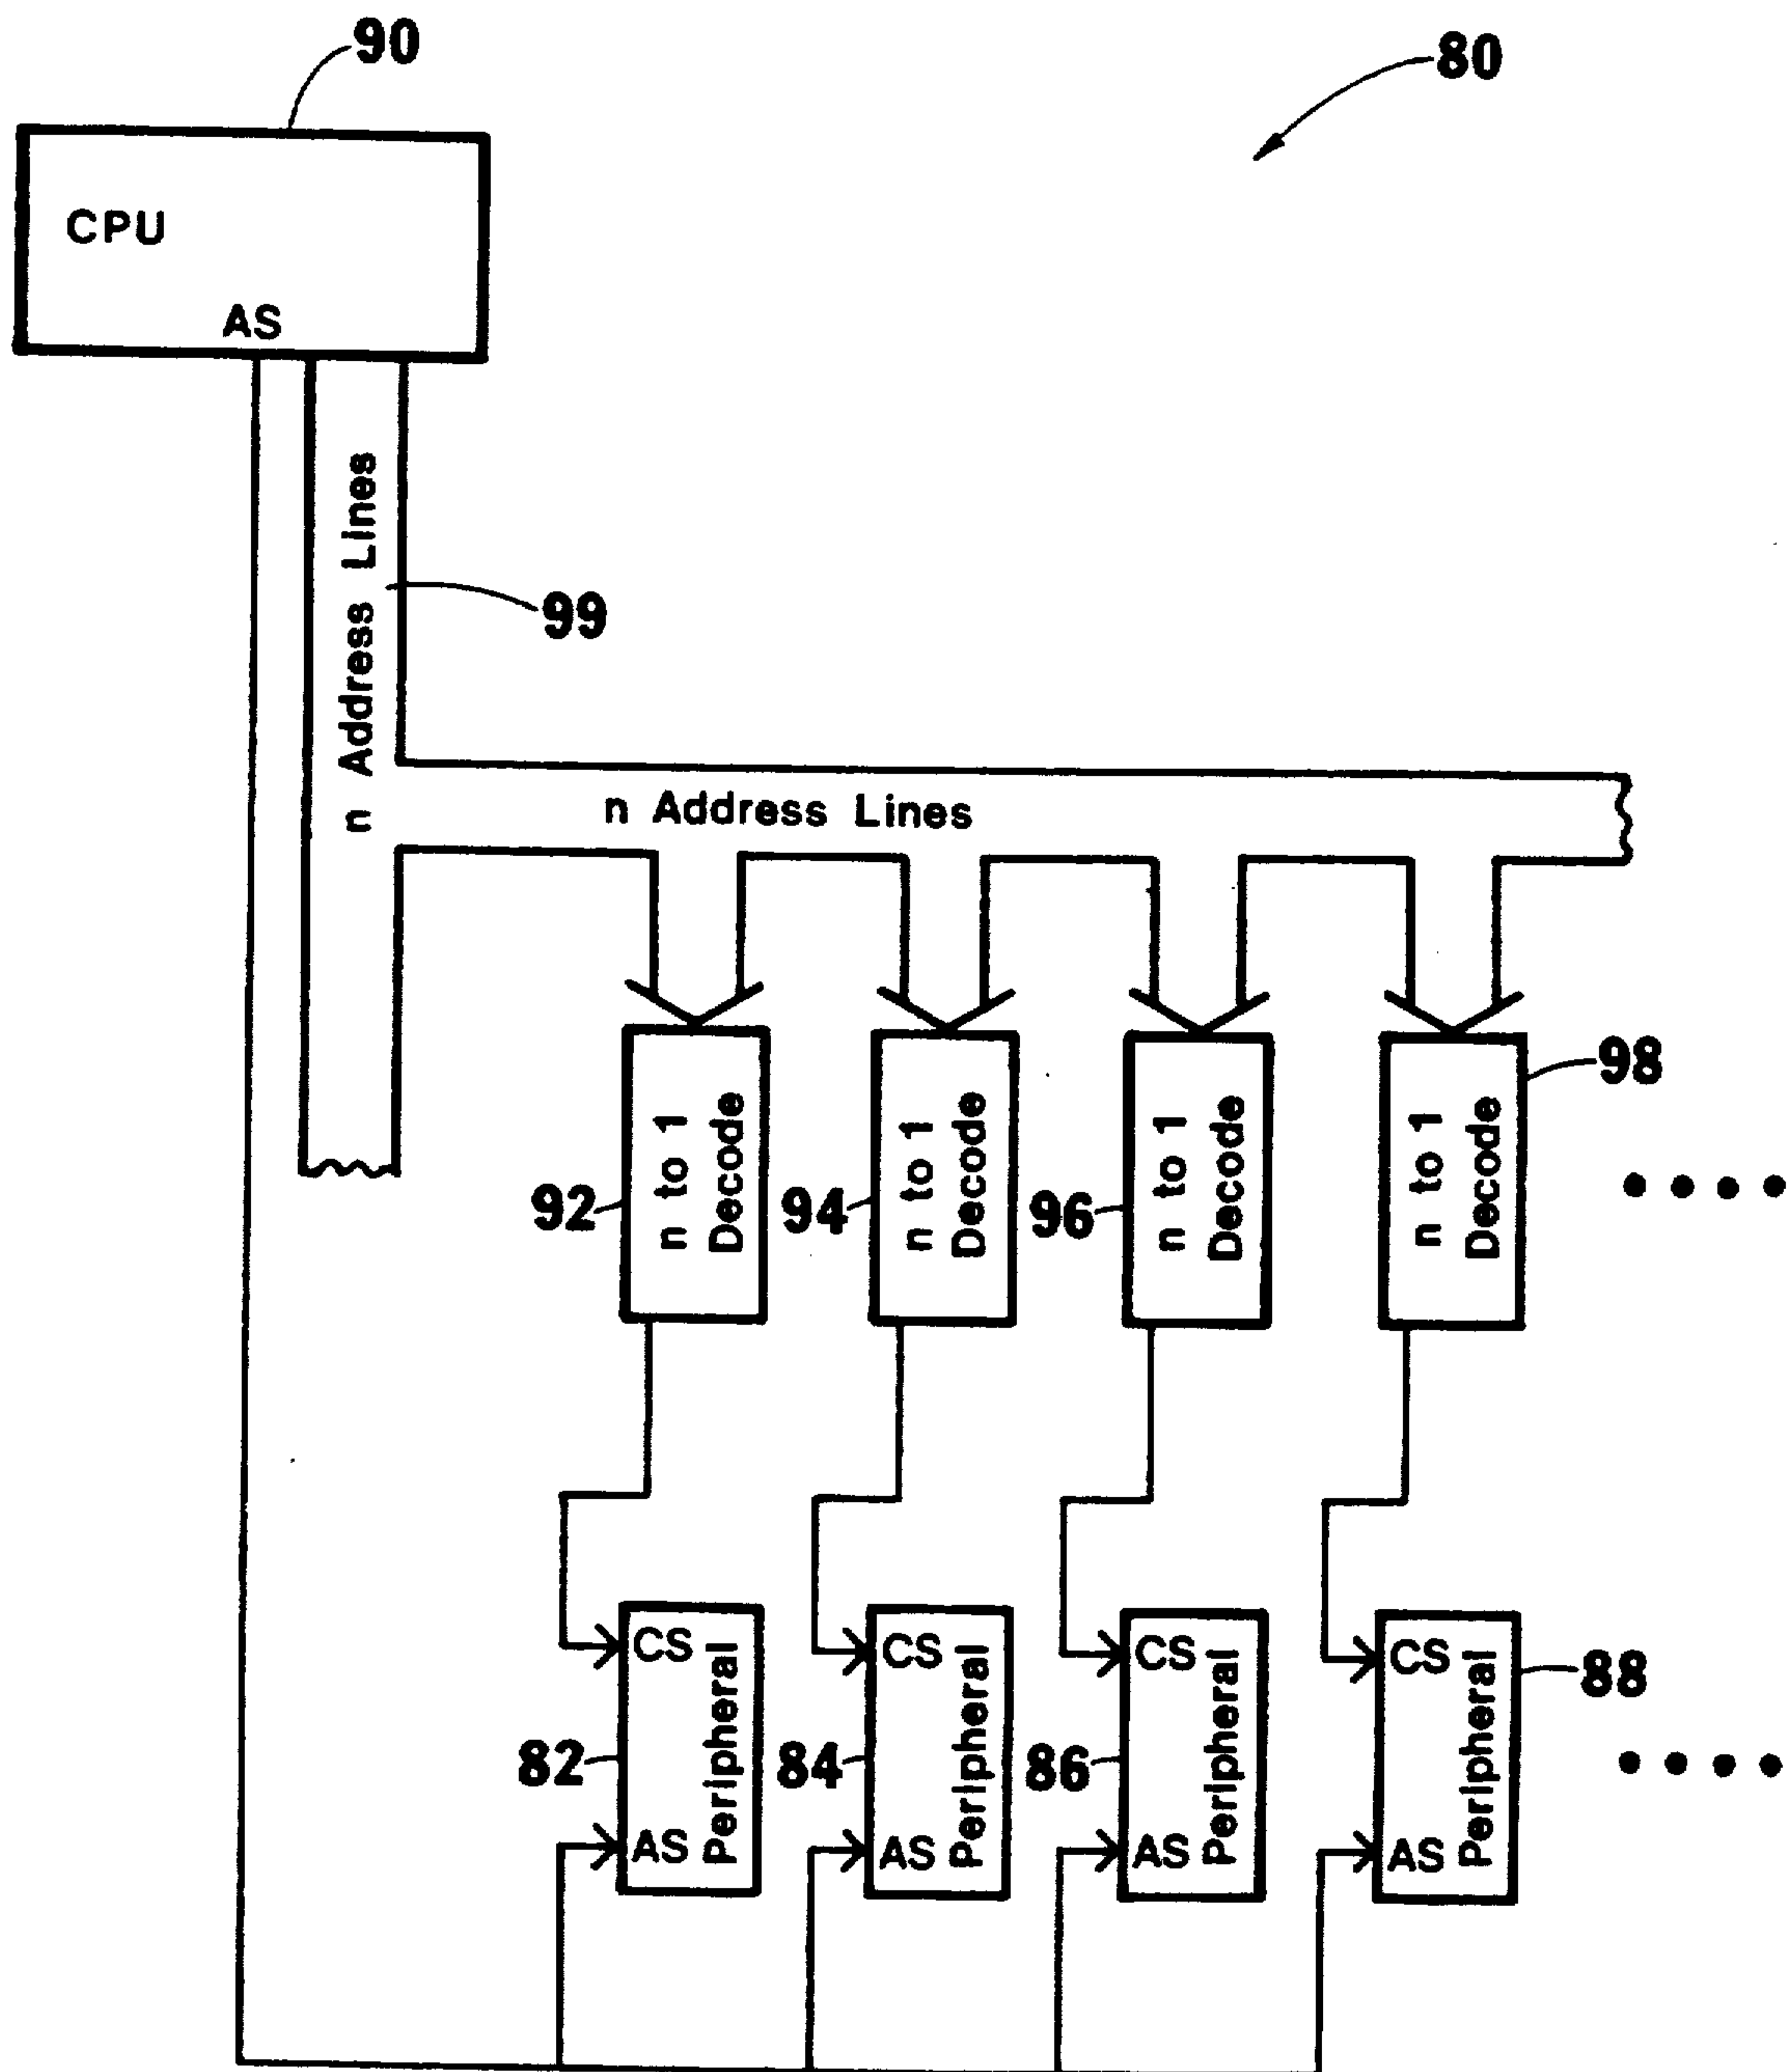 90
80
CPU
AS
n Address Lines
99
n Address Lines
98
n to 1
Decode
n to 1
Decode
n to 1
Decode
n to 1
Decode
92
94
96
CS
CS
CS
CS
88
Peripheral
Peripheral
Peripheral
Peripheral
82
84
86
AS
AS
AS
AS